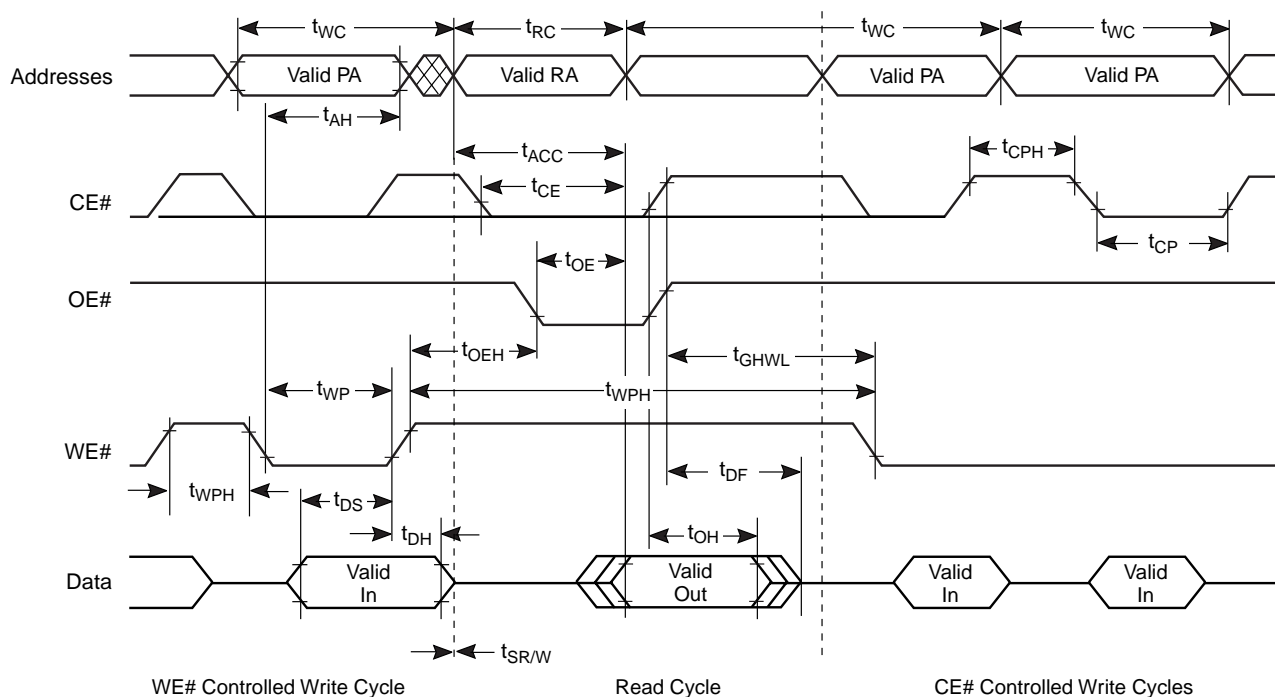 tWC tRC tWC tWC
Addresses Valid PA Valid RA Valid PA Valid PA
tAH
tACC tCPH
CE# tCE
tCP
tOE
OE#
tOEH tGHWL
tWP tWPH
WE#
tDF
tWPH tDS
tDH tOH
Data Valid In Valid Out Valid In Valid In
tSR/W
WE# Controlled Write Cycle Read Cycle CE# Controlled Write Cycles